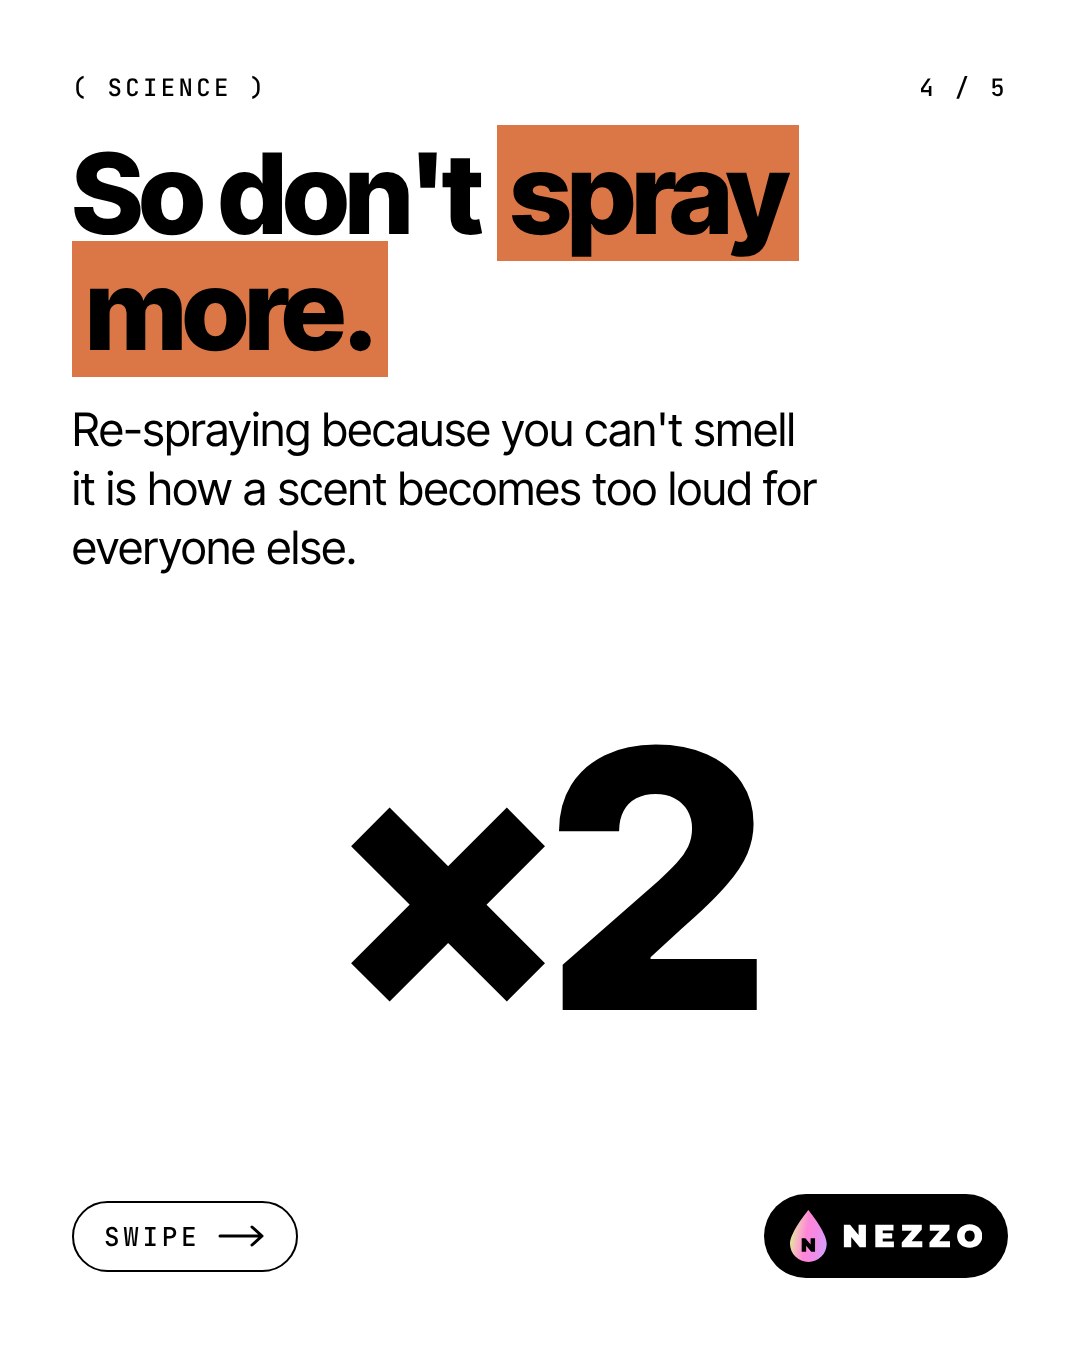 ( SCIENCE )
4 / 5
So don't spray
more.
Re-spraying because you can't smell
it is how a scent becomes too loud for
everyone else.
×2
SWIPE →
N NEZZO